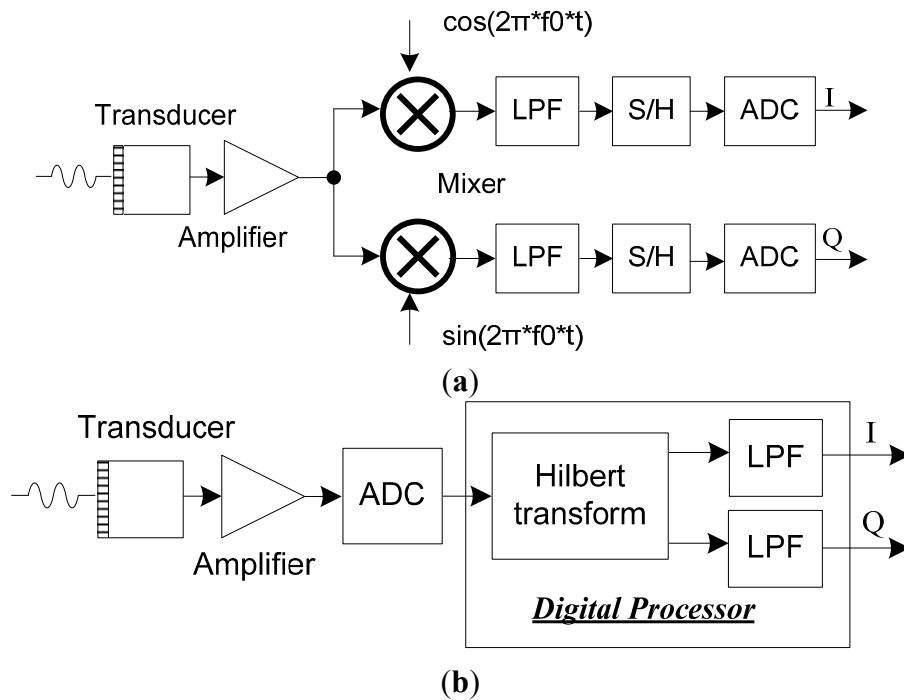 cos(2π*f0*t)
Transducer
LPF
S/H
ADC
I
Mixer
Amplifier
LPF
S/H
ADC
Q
sin(2π*f0*t)
(a)
Transducer
ADC
Hilbert
transform
LPF
I
LPF
Q
Amplifier
Digital Processor
(b)